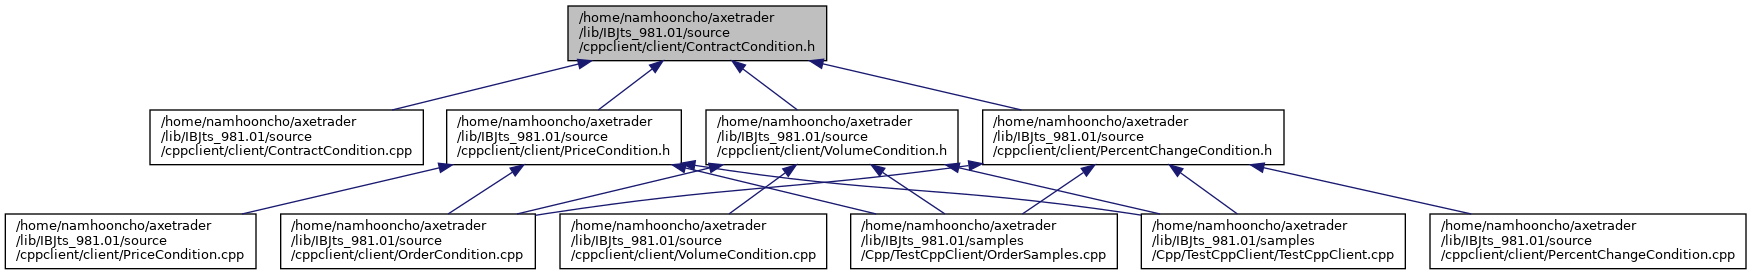 /home/namhooncho/axetrader
/lib/IBJts_981.01/source
/cppclient/client/ContractCondition.h
/home/namhooncho/axetrader
/lib/IBJts_981.01/source
/cppclient/client/ContractCondition.cpp
/home/namhooncho/axetrader
/lib/IBJts_981.01/source
/cppclient/client/PriceCondition.h
/home/namhooncho/axetrader
/lib/IBJts_981.01/source
/cppclient/client/VolumeCondition.h
/home/namhooncho/axetrader
/lib/IBJts_981.01/source
/cppclient/client/PercentChangeCondition.h
/home/namhooncho/axetrader
/lib/IBJts_981.01/source
/cppclient/client/PriceCondition.cpp
/home/namhooncho/axetrader
/lib/IBJts_981.01/source
/cppclient/client/OrderCondition.cpp
/home/namhooncho/axetrader
/lib/IBJts_981.01/source
/cppclient/client/VolumeCondition.cpp
/home/namhooncho/axetrader
/lib/IBJts_981.01/samples
/Cpp/TestCppClient/OrderSamples.cpp
/home/namhooncho/axetrader
/lib/IBJts_981.01/samples
/Cpp/TestCppClient/TestCppClient.cpp
/home/namhooncho/axetrader
/lib/IBJts_981.01/source
/cppclient/client/PercentChangeCondition.cpp